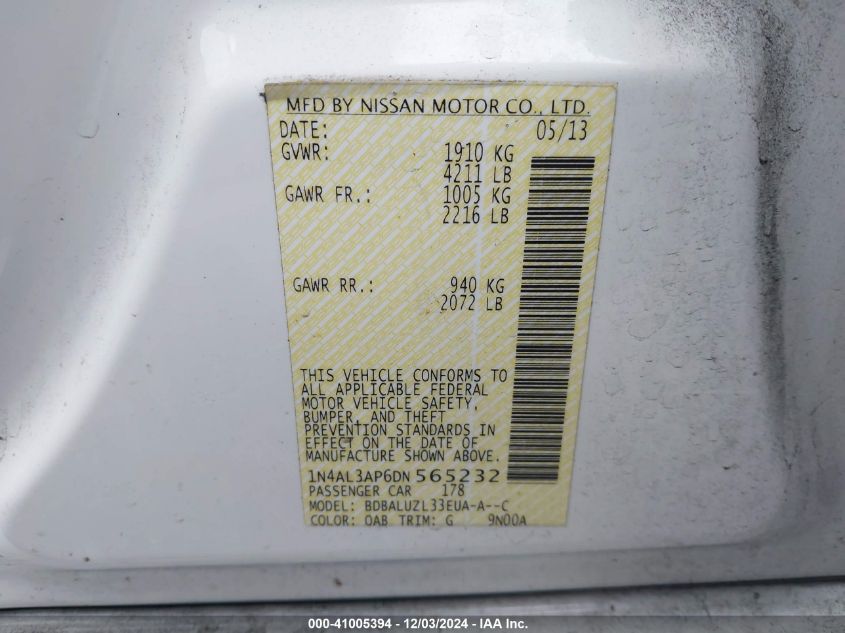 MFD BY NISSAN MOTOR CO., LTD.
DATE: 05/13
GVWR: 1910 KG
4211 LB
GAWR FR.: 1005 KG
2216 LB
GAWR RR.: 940 KG
2072 LB
THIS VEHICLE CONFORMS TO
ALL APPLICABLE FEDERAL
MOTOR VEHICLE SAFETY,
BUMPER, AND THEFT
PREVENTION STANDARDS IN
EFFECT ON THE DATE OF
MANUFACTURE SHOWN ABOVE.
1N4AL3AP6DN 565232
PASSENGER CAR 178
MODEL: BDBALUZL33EUA-A--C
COLOR: QAB TRIM: G 9N00A
000-41005394 - 12/03/2024 - IAA Inc.